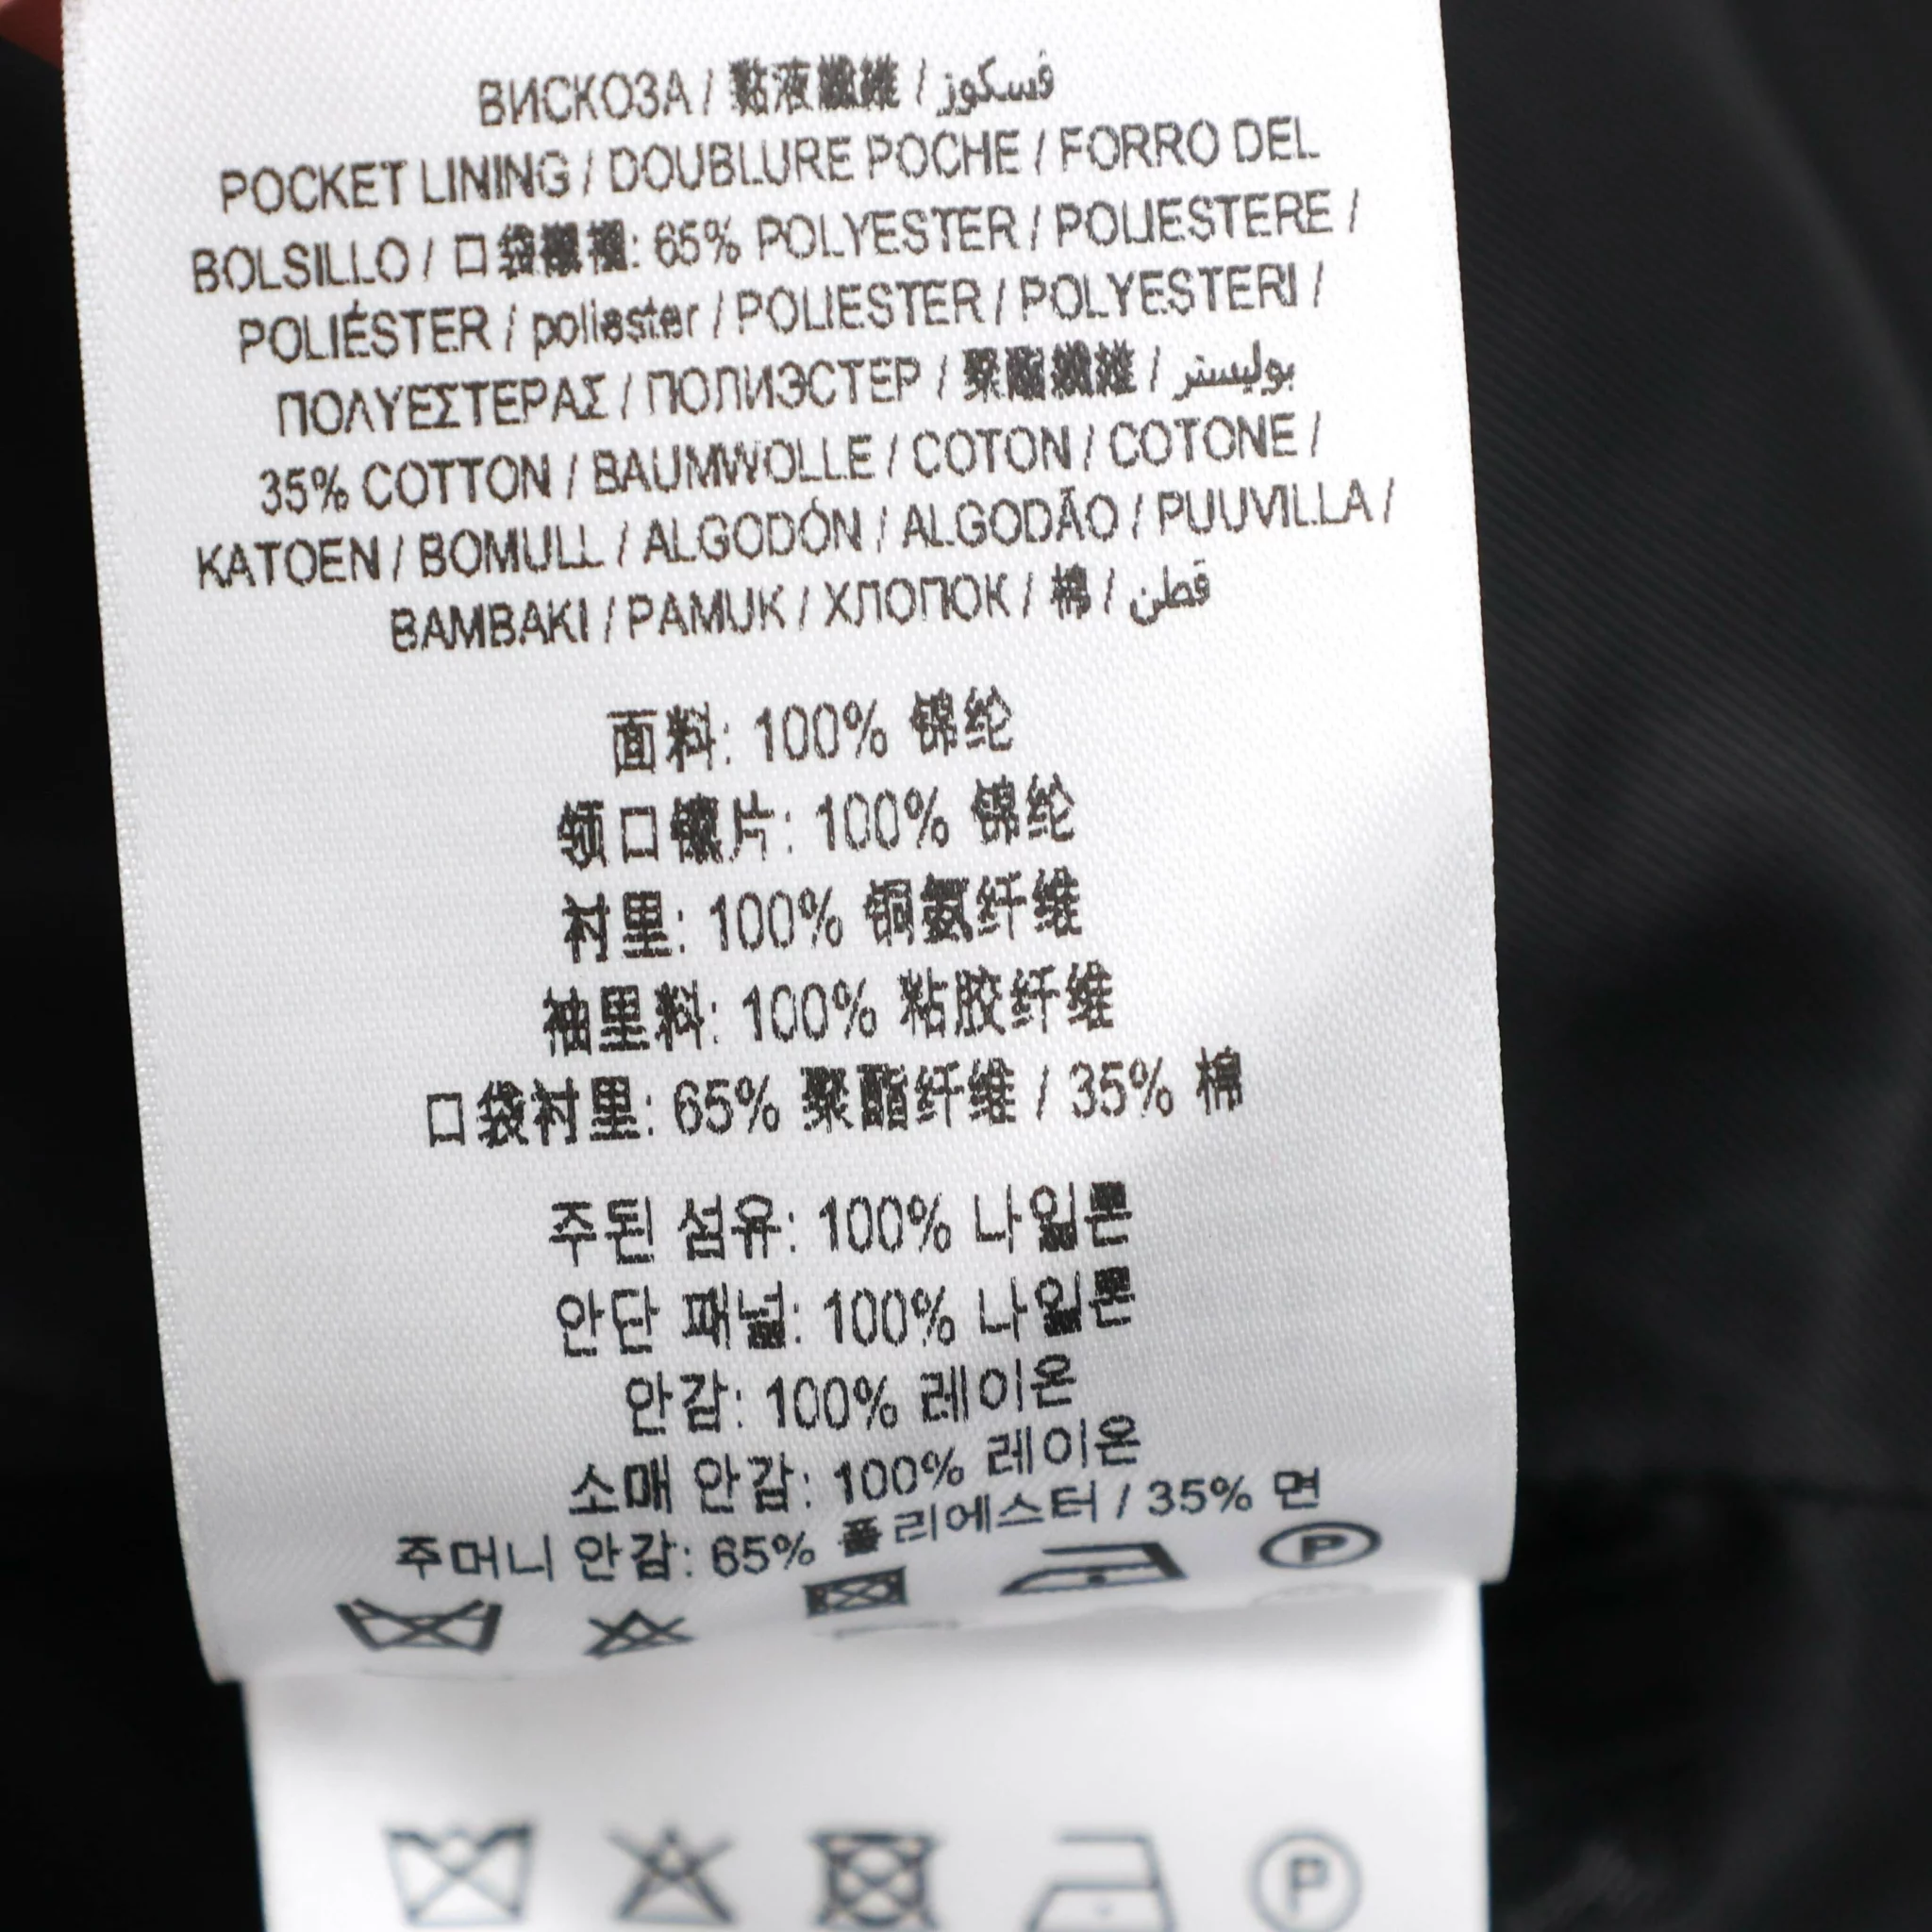 ВИСКОЗА / 黏液纖維 / فسكوز
POCKET LINING / DOUBLURE POCHE / FORRO DEL
BOLSILLO / 口袋襯裡: 65% POLYESTER / POLIESTERE /
POLIÉSTER / poliester / POLIESTER / POLYESTERI /
ΠΟΛΥΕΣΤΕΡΑΣ / ПОЛИЭСТЕР / 聚酯纖維 / بوليستر
35% COTTON / BAUMWOLLE / COTON / COTONE /
KATOEN / BOMULL / ALGODÓN / ALGODÃO / PUUVILLA /
BAMBAKI / PAMUK / ХЛОПОК / 棉 / قطن
面料: 100% 锦纶
领口镶片: 100% 锦纶
衬里: 100% 铜氨纤维
袖里料: 100% 粘胶纤维
口袋衬里: 65% 聚酯纤维 / 35% 棉
주된 섬유: 100% 나일론
안단 패널: 100% 나일론
안감: 100% 레이온
소매 안감: 100% 레이온
주머니 안감: 65% 폴리에스터 / 35% 면
P
P